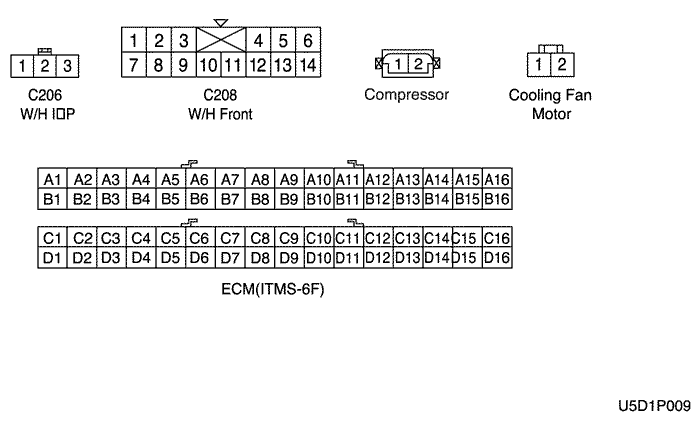 1 2 3 4 5 6
1 2 3
7 8 9 10 11 12 13 14
1 2
1 2
C206
W/H I□P
C208
W/H Front
Compressor
Cooling Fan
Motor
A1 A2 A3 A4 A5 A6 A7 A8 A9 A10 A11 A12 A13 A14 A15 A16
B1 B2 B3 B4 B5 B6 B7 B8 B9 B10 B11 B12 B13 B14 B15 B16
C1 C2 C3 C4 C5 C6 C7 C8 C9 C10 C11 C12 C13 C14 C15 C16
D1 D2 D3 D4 D5 D6 D7 D8 D9 D10 D11 D12 D13 D14 D15 D16
ECM(ITMS-6F)
U5D1P009